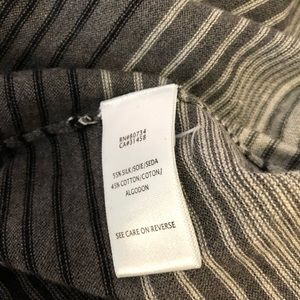 RN#80734
CA#31458
55% SILK/SOIE/SEDA
45% COTTON/COTON/
ALGODON
SEE CARE ON REVERSE